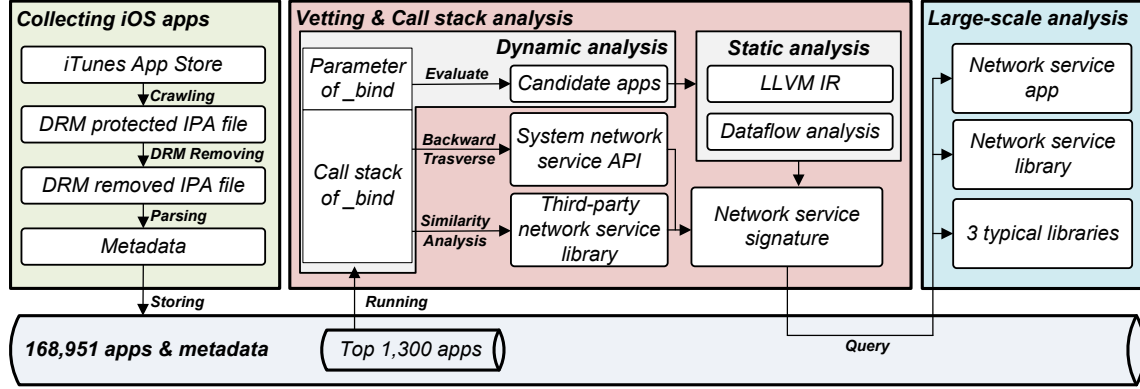 Collecting iOS apps
iTunes App Store
Crawling
DRM protected IPA file
DRM Removing
DRM removed IPA file
Parsing
Metadata
Storing
Vetting & Call stack analysis
Dynamic analysis
Parameter
of _bind
Evaluate
Candidate apps
Call stack
of _bind
Backward
Trasverse
System network
service API
Similarity
Analysis
Third-party
network service
library
Running
Static analysis
LLVM IR
Dataflow analysis
Network service
signature
Large-scale analysis
Network service
app
Network service
library
3 typical libraries
168,951 apps & metadata
Top 1,300 apps
Query